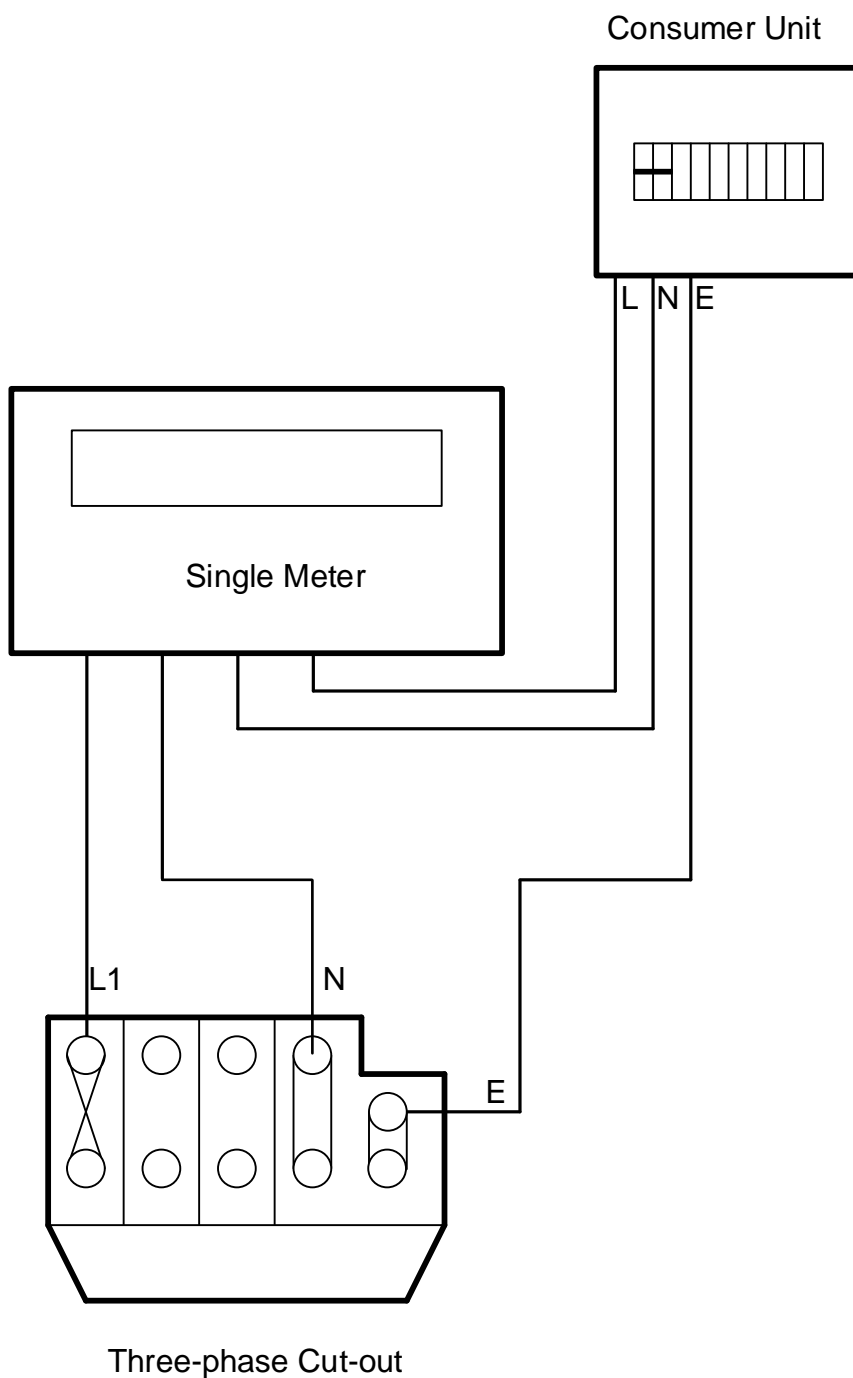 Consumer Unit
L N E
Single Meter
L1 N
E
Three-phase Cut-out